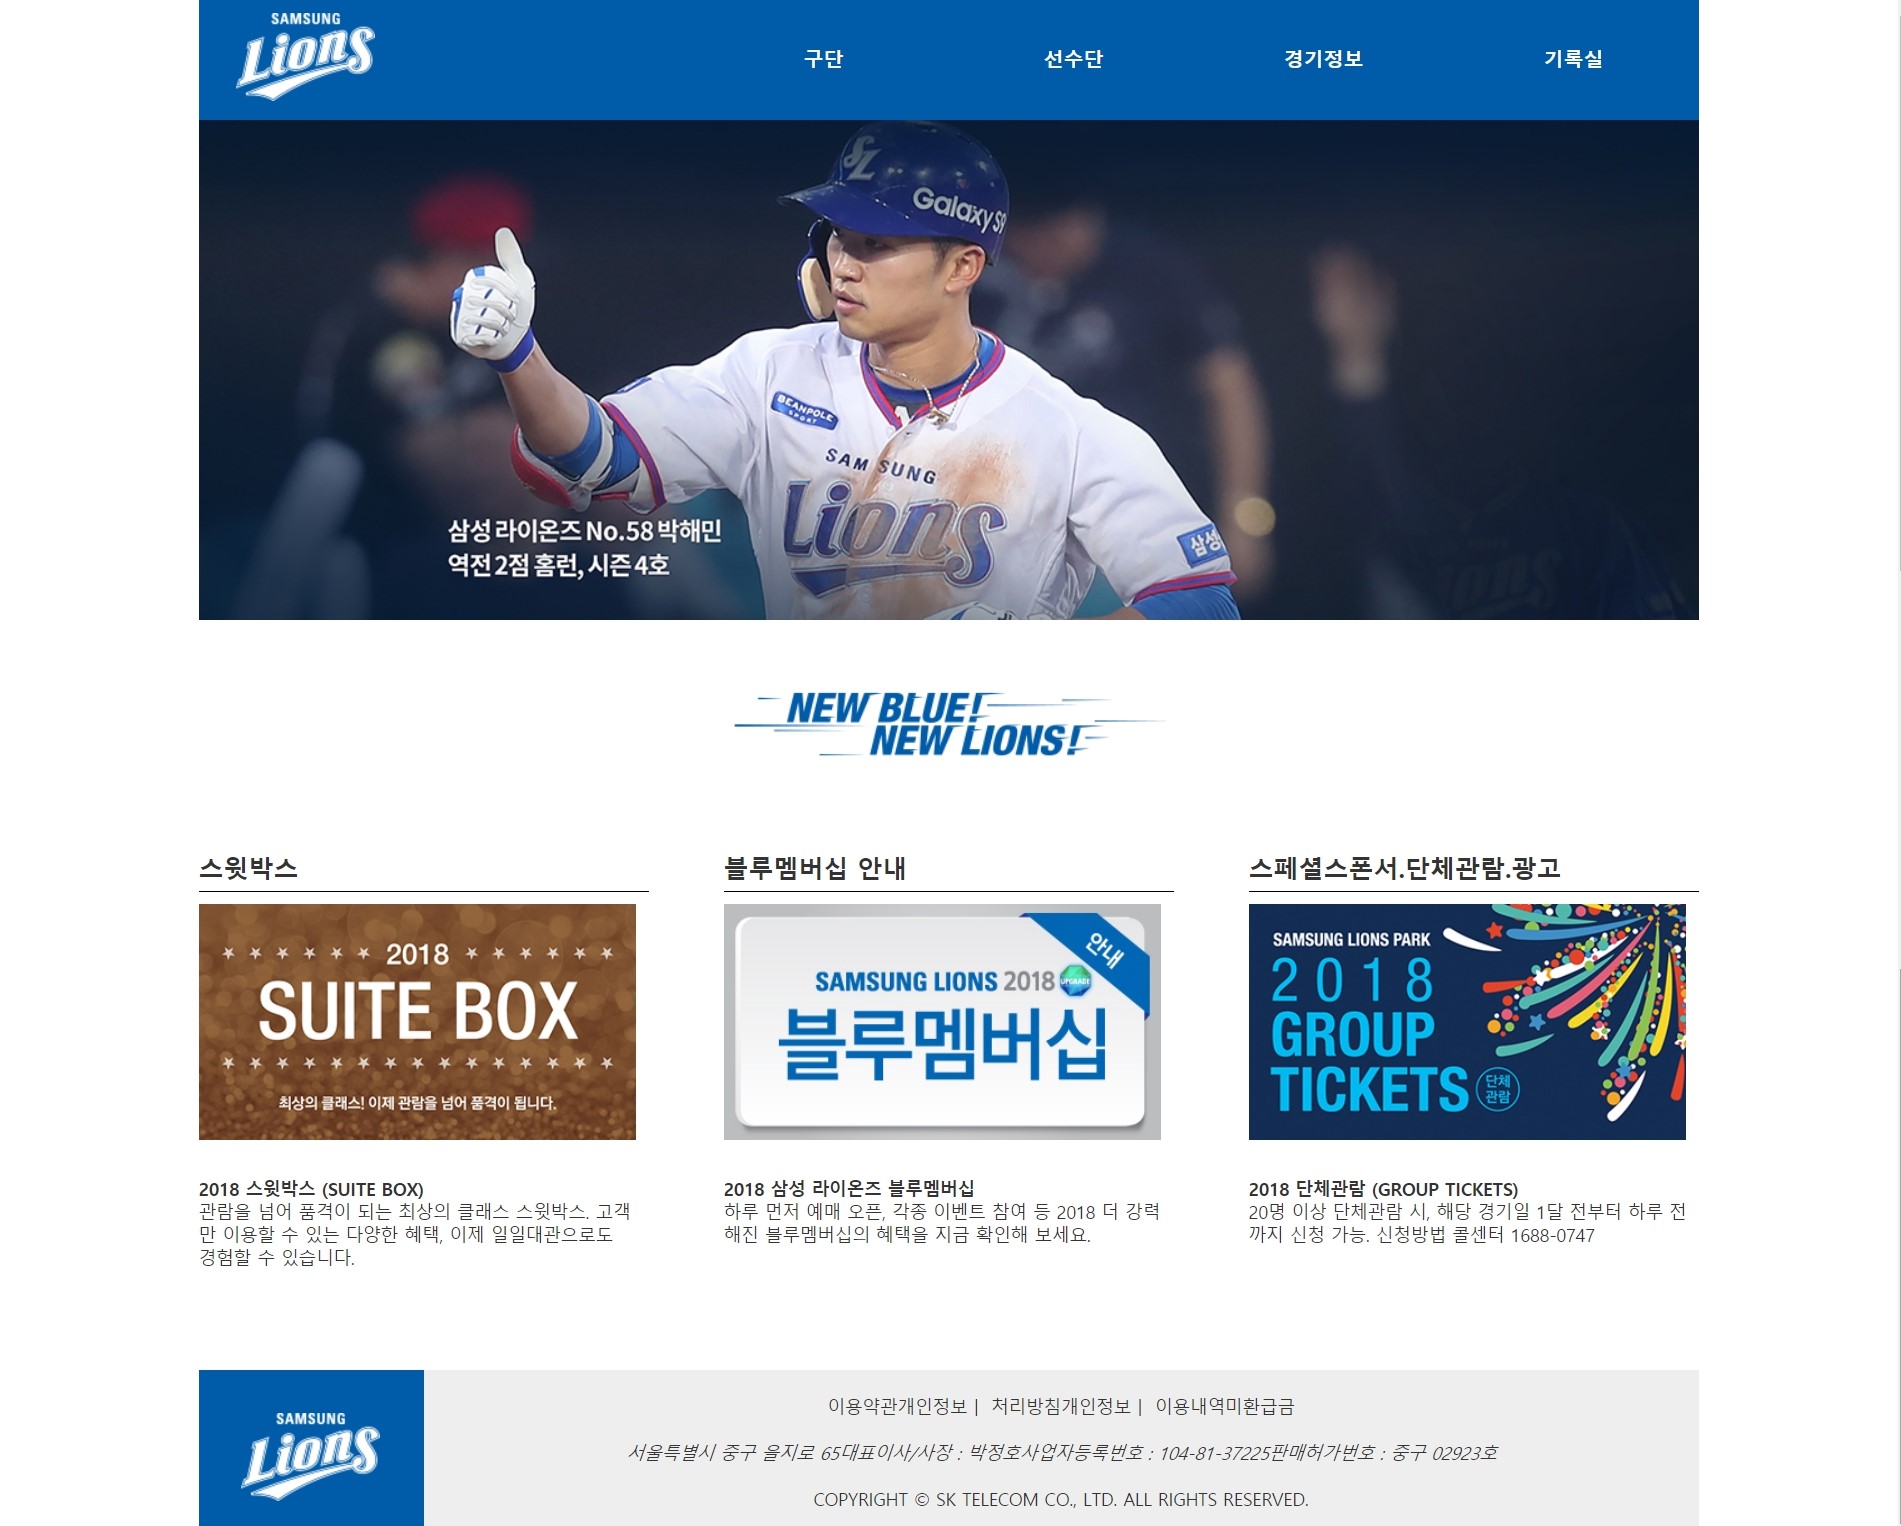 SAMSUNG
Lions
구단 선수단 경기정보 기록실
SL
Galaxy S9
BEANPOLE
SPORT
SAMSUNG
Lions
삼성
삼성 라이온즈 No.58 박해민
역전 2점 홈런, 시즌 4호
NEW BLUE!
NEW LIONS!
스윗박스
2018
SUITE BOX
최상의 클래스! 이제 관람을 넘어 품격이 됩니다.
2018 스윗박스 (SUITE BOX)
관람을 넘어 품격이 되는 최상의 클래스 스윗박스. 고객
만 이용할 수 있는 다양한 혜택, 이제 일일대관으로도
경험할 수 있습니다.
블루멤버십 안내
안내
SAMSUNG LIONS 2018 UPGRADE
블루멤버십
2018 삼성 라이온즈 블루멤버십
하루 먼저 예매 오픈, 각종 이벤트 참여 등 2018 더 강력
해진 블루멤버십의 혜택을 지금 확인해 보세요.
스페셜스폰서.단체관람.광고
SAMSUNG LIONS PARK
2018
GROUP
TICKETS 단체
관람
2018 단체관람 (GROUP TICKETS)
20명 이상 단체관람 시, 해당 경기일 1달 전부터 하루 전
까지 신청 가능. 신청방법 콜센터 1688-0747
SAMSUNG
Lions
이용약관개인정보 | 처리방침개인정보 | 이용내역미환급금
서울특별시 중구 을지로 65대표이사/사장 : 박정호사업자등록번호 : 104-81-37225판매허가번호 : 중구 02923호
COPYRIGHT © SK TELECOM CO., LTD. ALL RIGHTS RESERVED.